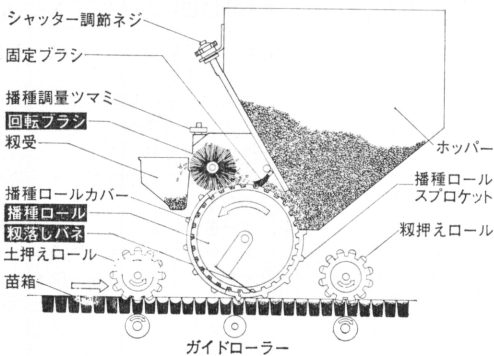 シャッター調節ネジ
固定ブラシ
播種調量ツマミ
回転ブラシ
籾受
ホッパー
播種ロールカバー
播種ロール
スプロケット
播種ロール
籾落しバネ
籾押えロール
土押えロール
苗箱
ガイドローラー